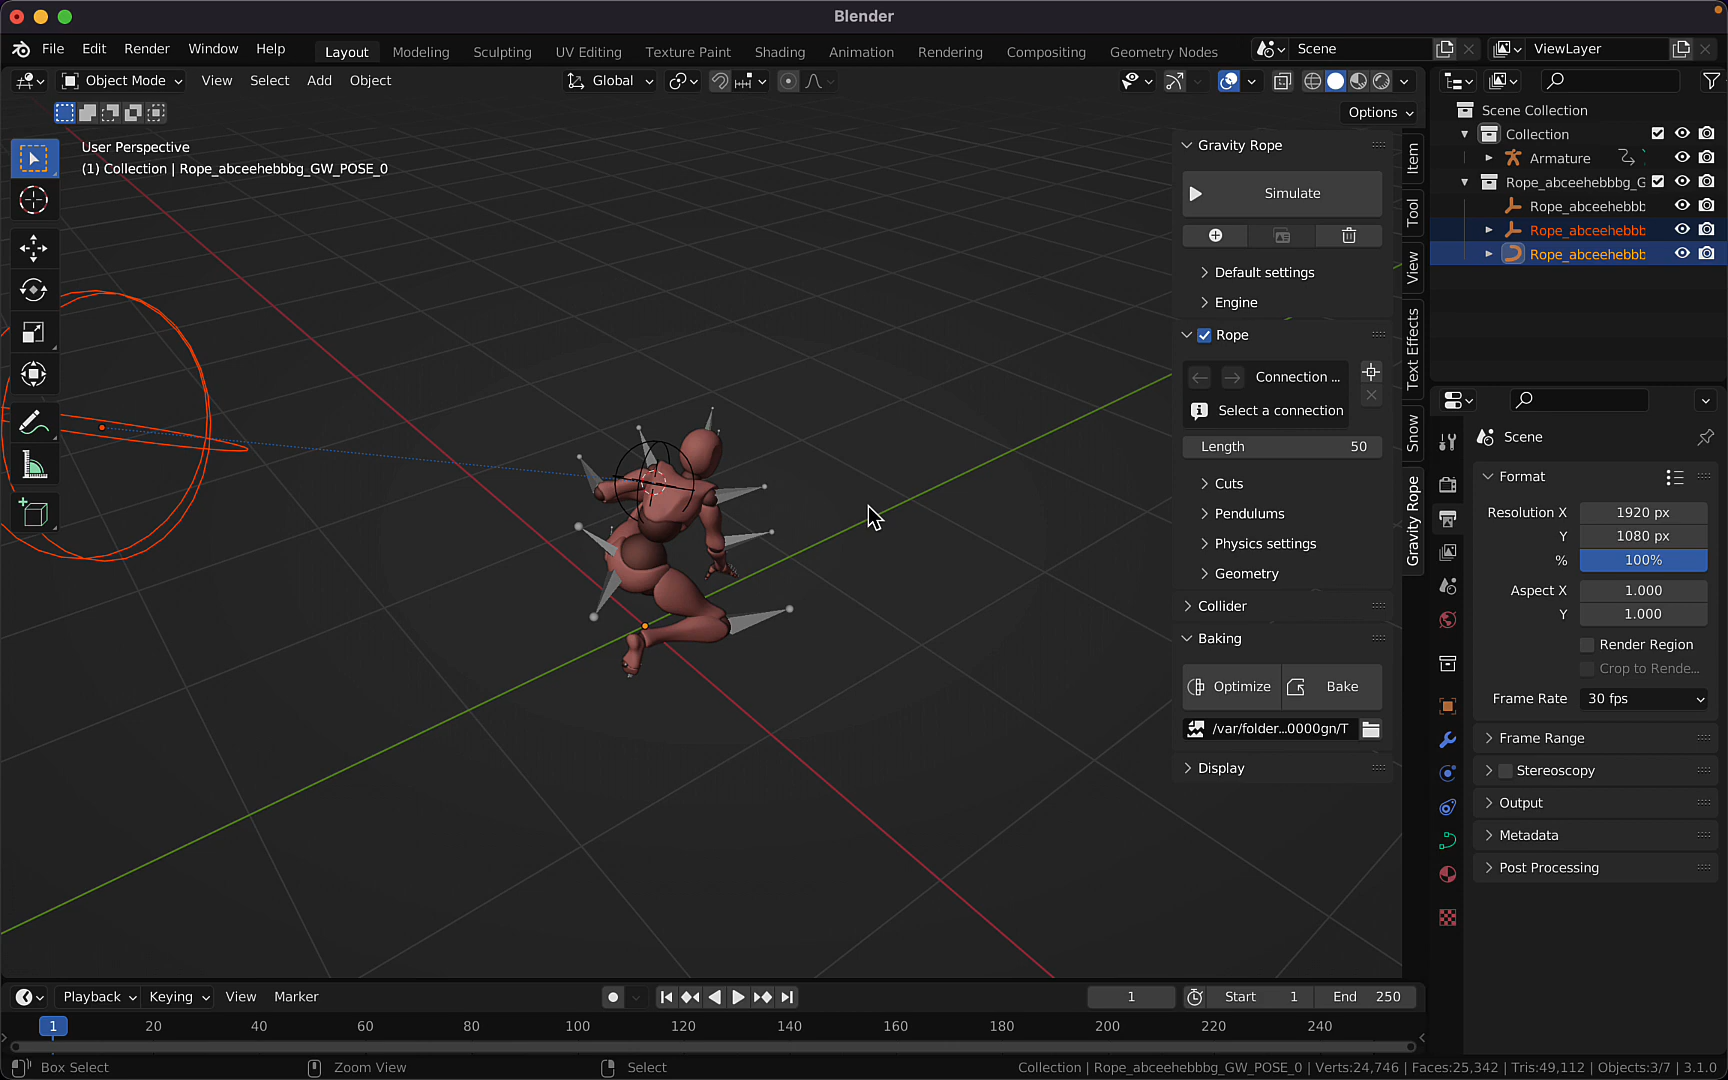 Blender
File Edit Render Window Help
Layout Modeling Sculpting UV Editing Texture Paint Shading Animation Rendering Compositing Geometry Nodes
Scene
ViewLayer
Object Mode View Select Add Object
Global
Options
User Perspective
(1) Collection | Rope_abceehebbbg_GW_POSE_0
Gravity Rope
Simulate
Default settings
Engine
Rope
Connection ...
Select a connection
Length 50
Cuts
Pendulums
Physics settings
Geometry
Collider
Baking
Optimize Bake
/var/folder...0000gn/T
Display
Item
Tool
View
Text Effects
Snow
Gravity Rope
Scene Collection
Collection
Armature
Rope_abceehebbbg_G
Rope_abceehebbb
Rope_abceehebbb
Rope_abceehebbb
Scene
Format
Resolution X 1920 px
Y 1080 px
% 100%
Aspect X 1.000
Y 1.000
Render Region
Crop to Rende...
Frame Rate 30 fps
Frame Range
Stereoscopy
Output
Metadata
Post Processing
Playback Keying View Marker
1 Start 1 End 250
1 20 40 60 80 100 120 140 160 180 200 220 240
Box Select Zoom View Select
Collection | Rope_abceehebbbg_GW_POSE_0 | Verts:24,746 | Faces:25,342 | Tris:49,112 | Objects:3/7 | 3.1.0